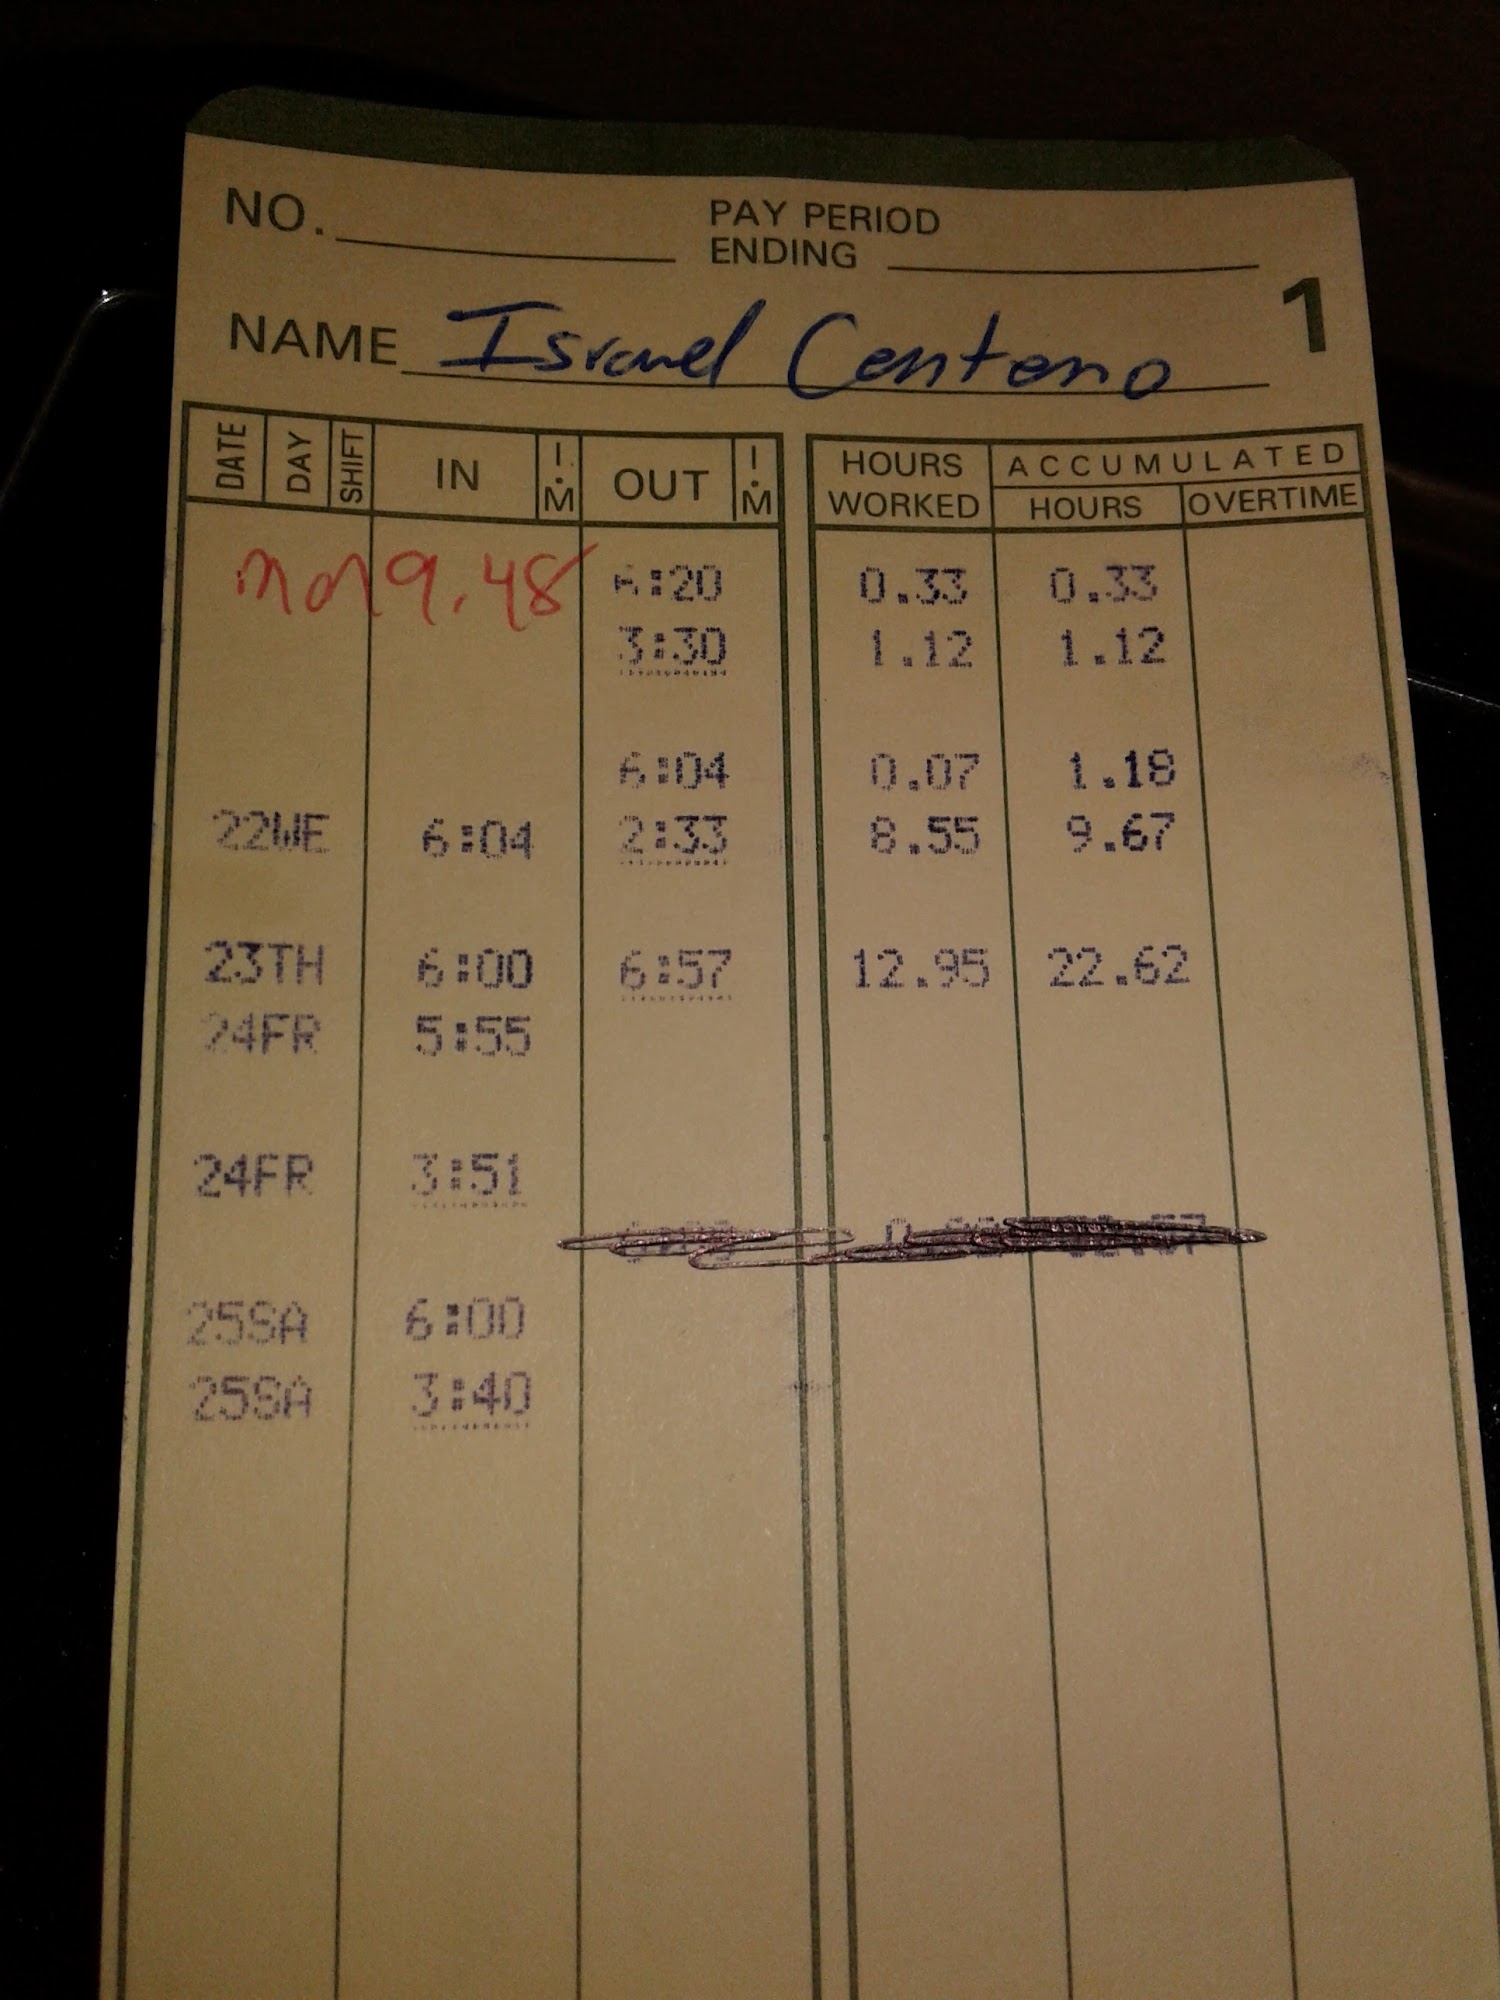 NO. PAY PERIOD ENDING
1
NAME Israel Centeno
DATE DAY SHIFT IN I.M OUT I.M HOURS WORKED ACCUMULATED HOURS OVERTIME
Mon 9.48 6:20 0.33 0.33
3:30 1.12 1.12
6:04 0.07 1.18
22WE 6:04 2:33 8.55 9.67
23TH 6:00 6:57 12.95 22.62
24FR 5:55
24FR 3:51
25SA 6:00
25SA 3:40